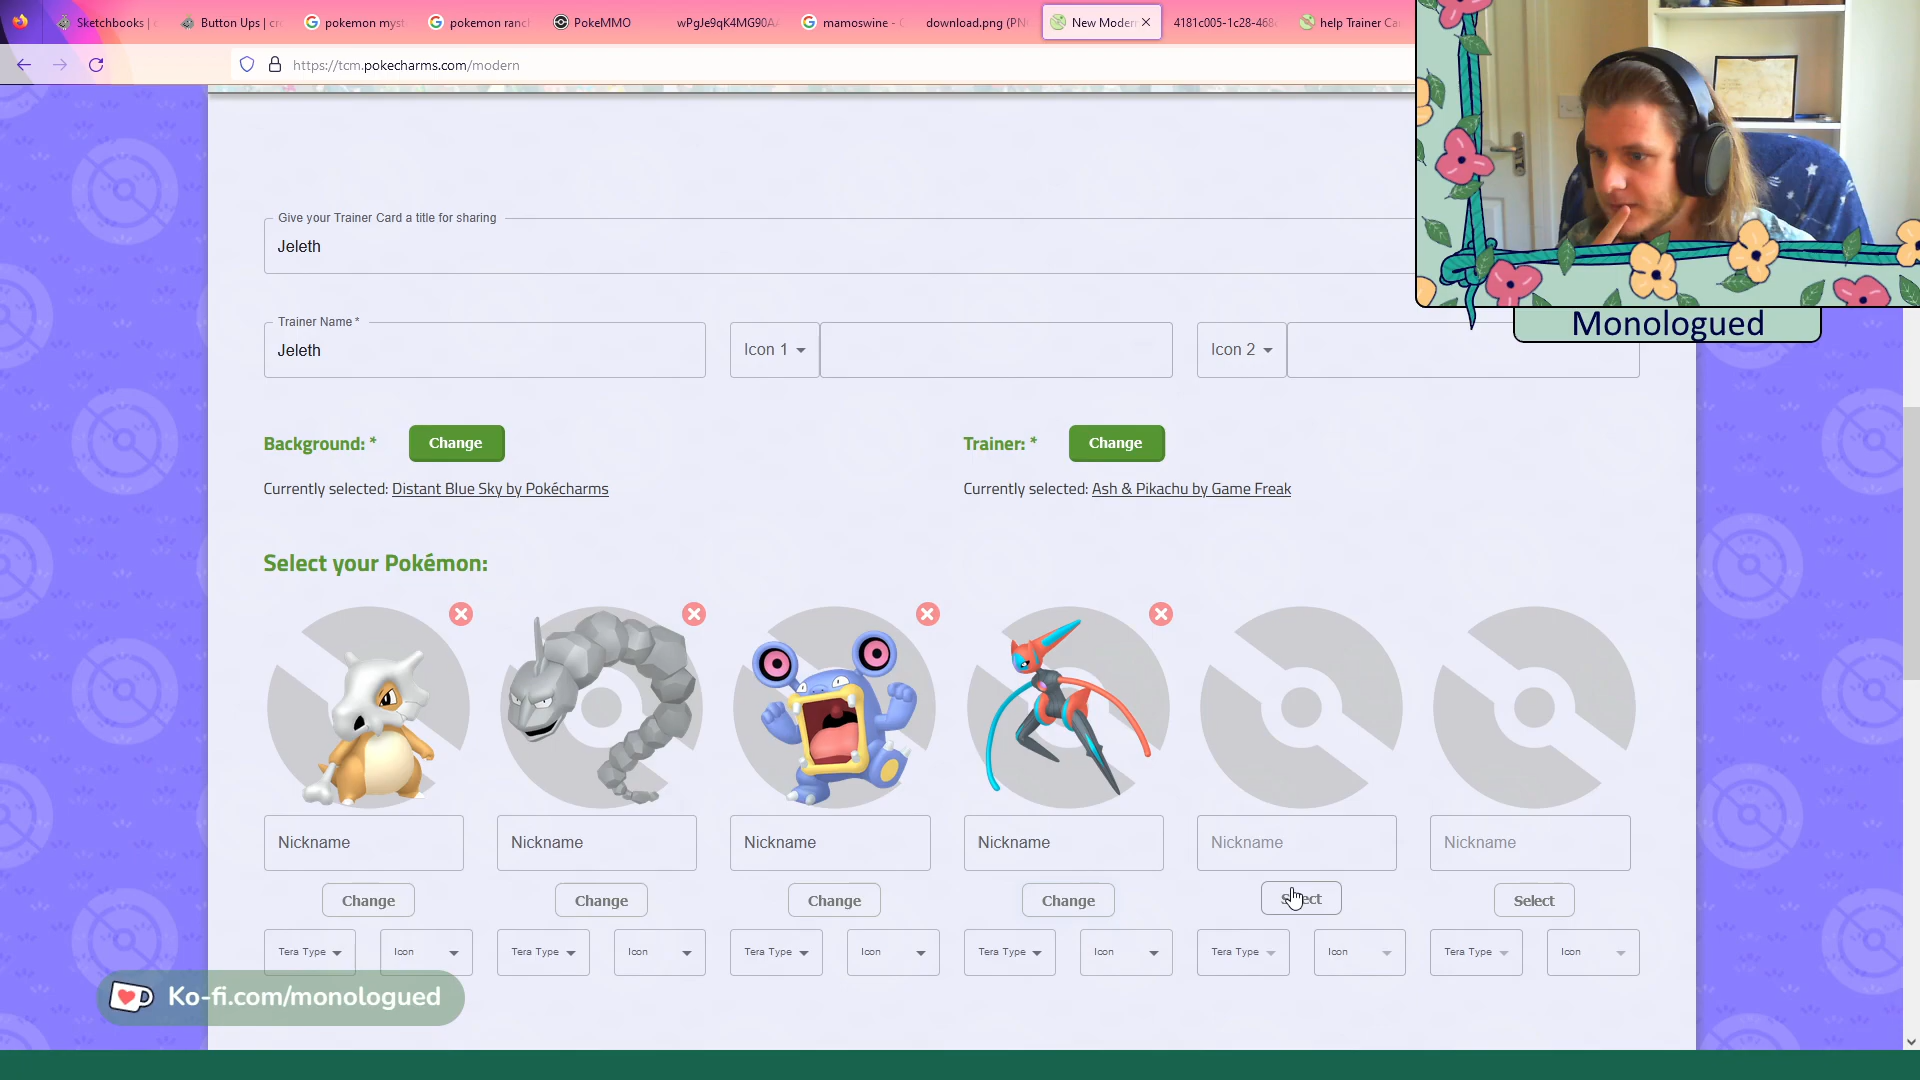 Sketchbooks | c
Button Ups | cr
pokemon myst
pokemon ranc
PokeMMO
wPgJe9qK4MG90A
mamoswine - G
download.png (PN
New Modern
4181c005-1c28-468
help Trainer Ca
https://tcm.pokecharms.com/modern
Monologued
Give your Trainer Card a title for sharing
Jeleth
Trainer Name *
Jeleth
Icon 1
Icon 2
Background: *
Change
Trainer: *
Change
Currently selected: Distant Blue Sky by Pokécharms
Currently selected: Ash & Pikachu by Game Freak
Select your Pokémon:
Nickname
Nickname
Nickname
Nickname
Nickname
Nickname
Change
Change
Change
Change
Select
Select
Tera Type
Icon
Tera Type
Icon
Tera Type
Icon
Tera Type
Icon
Tera Type
Icon
Tera Type
Icon
Ko-fi.com/monologued